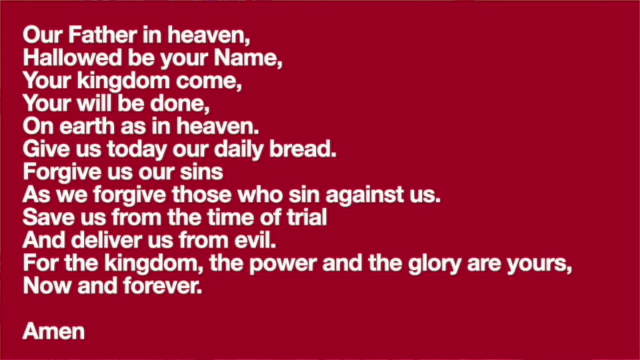 Our Father in heaven,
Hallowed be your Name,
Your kingdom come,
Your will be done,
On earth as in heaven.
Give us today our daily bread.
Forgive us our sins
As we forgive those who sin against us.
Save us from the time of trial
And deliver us from evil.
For the kingdom, the power and the glory are yours,
Now and forever.
Amen